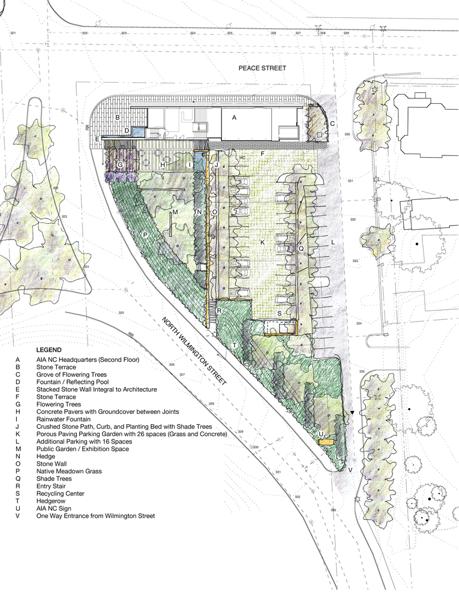 PEACE STREET
B
A
C
D
E
F
G
H
I
J
M
N
O
K
Q
L
P
R
S
T
NORTH WILMINGTON STREET
U
V
LEGEND
A AIA NC Headquarters (Second Floor)
B Stone Terrace
C Grove of Flowering Trees
D Fountain / Reflecting Pool
E Stacked Stone Wall Integral to Architecture
F Stone Terrace
G Flowering Trees
H Concrete Pavers with Groundcover between Joints
I Rainwater Fountain
J Crushed Stone Path, Curb, and Planting Bed with Shade Trees
K Porous Paving Parking Garden with 26 spaces (Grass and Concrete)
L Additional Parking with 16 Spaces
M Public Garden / Exhibition Space
N Hedge
O Stone Wall
P Native Meadow Grass
Q Shade Trees
R Entry Stair
S Recycling Center
T Hedgerow
U AIA NC Sign
V One Way Entrance from Wilmington Street